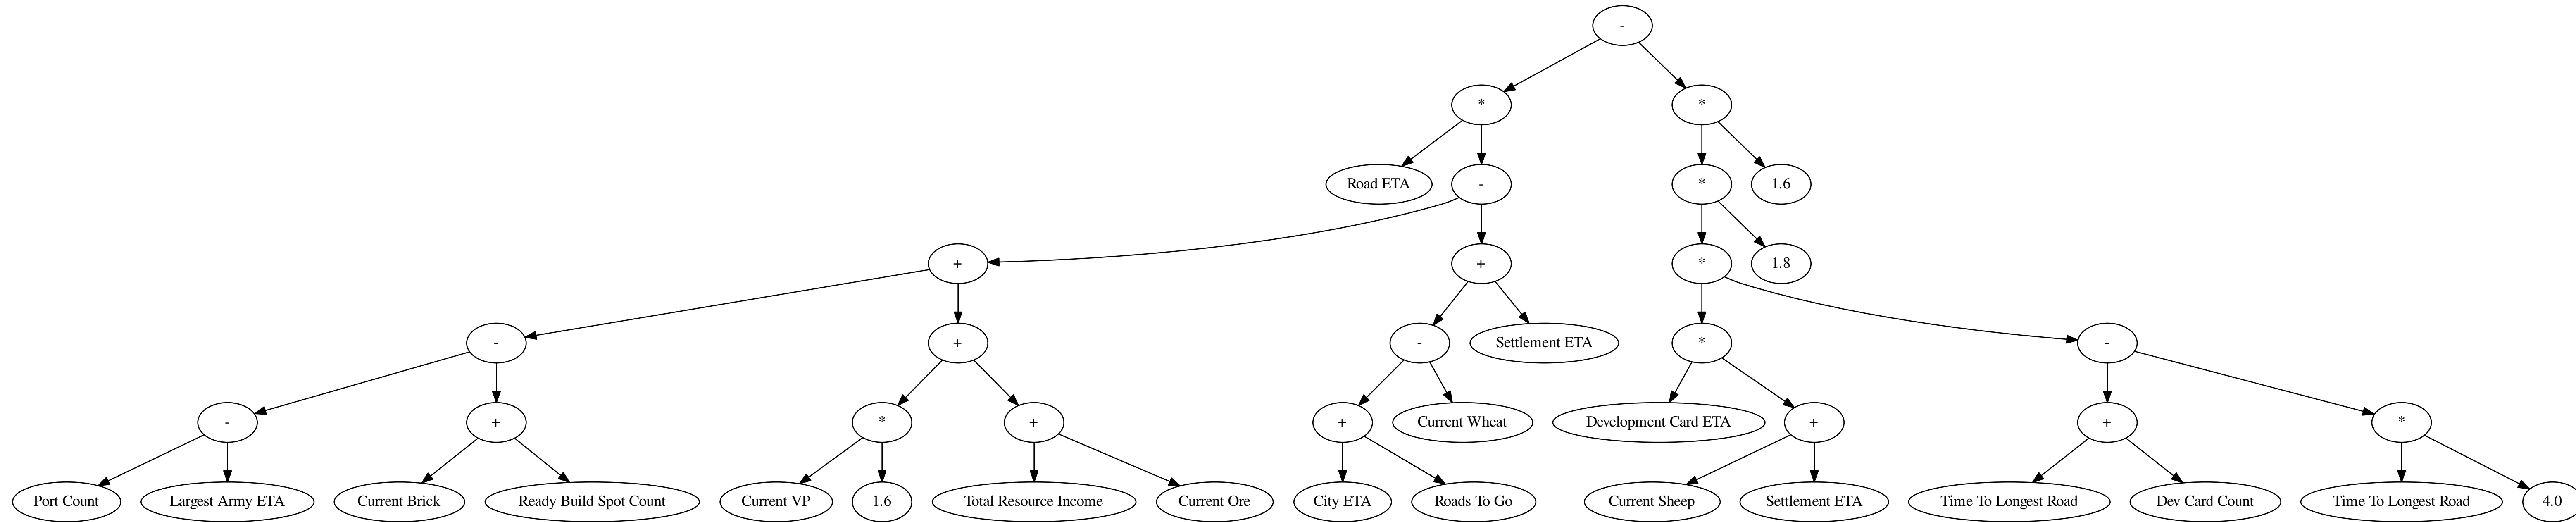 -
* *
Road ETA - * 1.6
+ + * 1.8
- + - Settlement ETA * -
- + * + + Current Wheat Development Card ETA + + *
Port Count Largest Army ETA Current Brick Ready Build Spot Count Current VP 1.6 Total Resource Income Current Ore City ETA Roads To Go Current Sheep Settlement ETA Time To Longest Road Dev Card Count Time To Longest Road 4.0